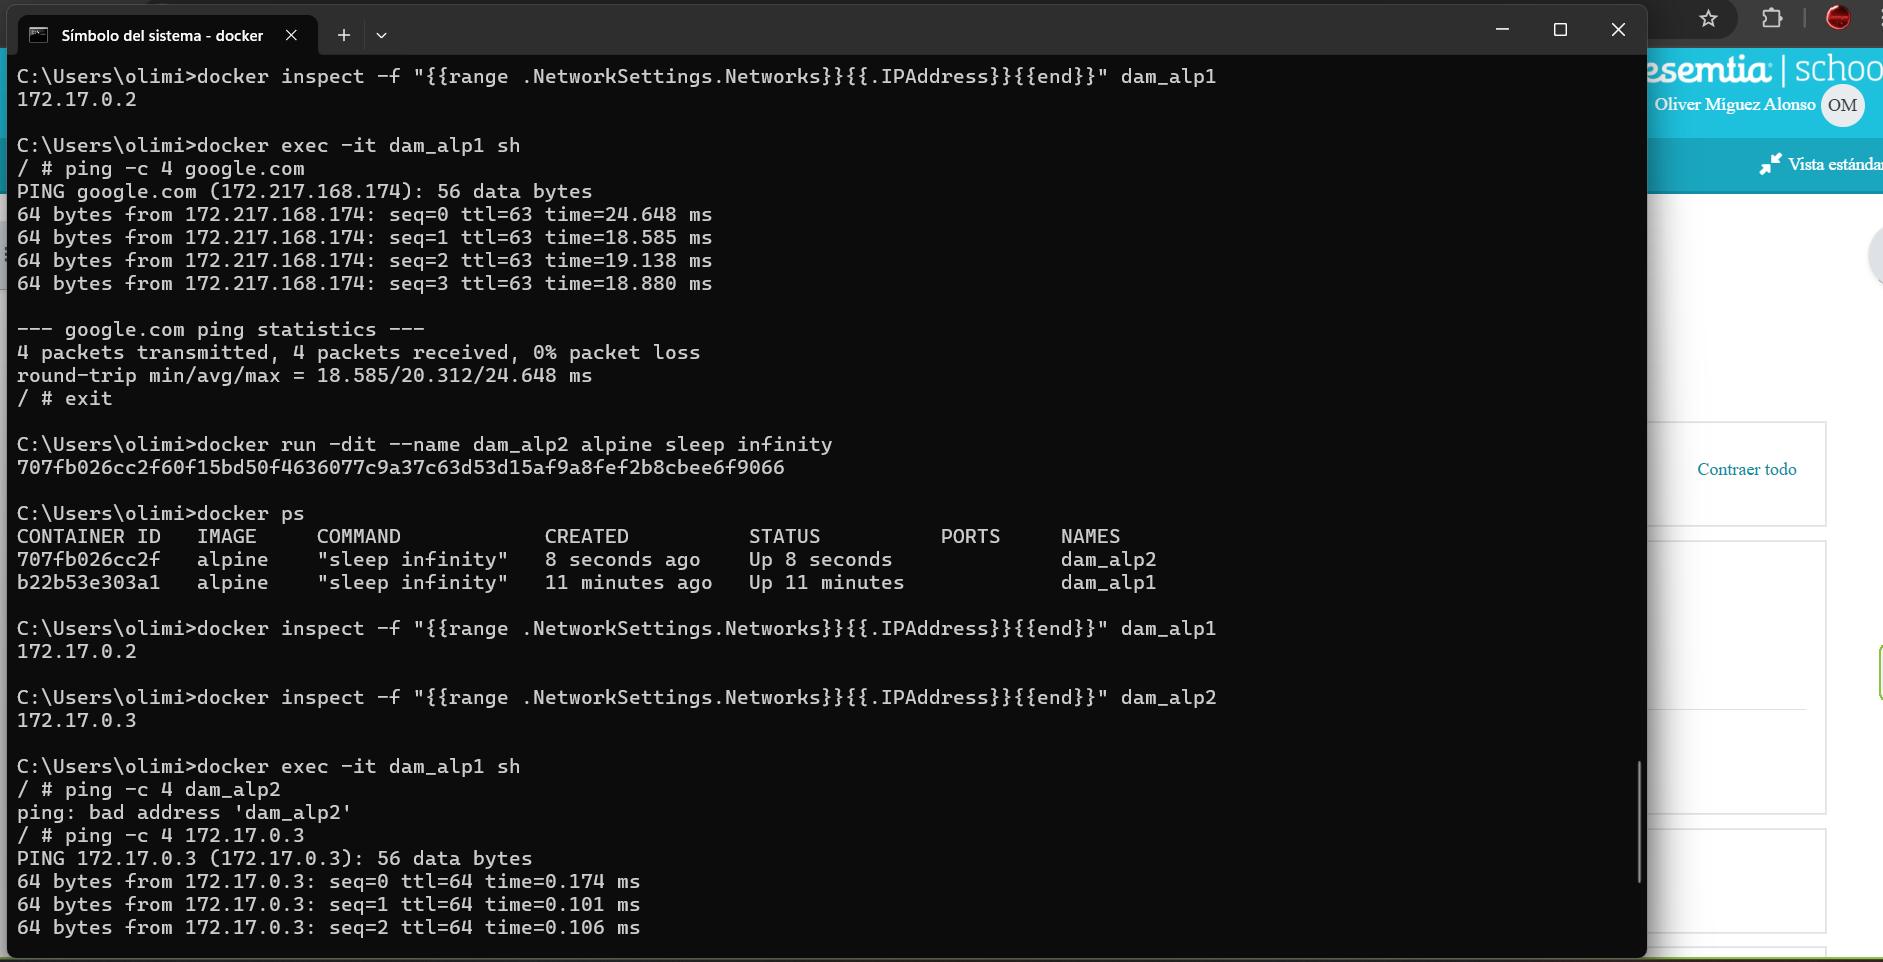 Símbolo del sistema - docker
C:\Users\olimi>docker inspect -f "{{range .NetworkSettings.Networks}}{{.IPAddress}}{{end}}" dam_alp1
172.17.0.2
C:\Users\olimi>docker exec -it dam_alp1 sh
/ # ping -c 4 google.com
PING google.com (172.217.168.174): 56 data bytes
64 bytes from 172.217.168.174: seq=0 ttl=63 time=24.648 ms
64 bytes from 172.217.168.174: seq=1 ttl=63 time=18.585 ms
64 bytes from 172.217.168.174: seq=2 ttl=63 time=19.138 ms
64 bytes from 172.217.168.174: seq=3 ttl=63 time=18.880 ms
--- google.com ping statistics ---
4 packets transmitted, 4 packets received, 0% packet loss
round-trip min/avg/max = 18.585/20.312/24.648 ms
/ # exit
C:\Users\olimi>docker run -dit --name dam_alp2 alpine sleep infinity
707fb026cc2f60f15bd50f4636077c9a37c63d53d15af9a8fef2b8cbee6f9066
C:\Users\olimi>docker ps
CONTAINER ID   IMAGE     COMMAND            CREATED          STATUS          PORTS     NAMES
707fb026cc2f   alpine    "sleep infinity"   8 seconds ago    Up 8 seconds              dam_alp2
b22b53e303a1   alpine    "sleep infinity"   11 minutes ago   Up 11 minutes             dam_alp1
C:\Users\olimi>docker inspect -f "{{range .NetworkSettings.Networks}}{{.IPAddress}}{{end}}" dam_alp1
172.17.0.2
C:\Users\olimi>docker inspect -f "{{range .NetworkSettings.Networks}}{{.IPAddress}}{{end}}" dam_alp2
172.17.0.3
C:\Users\olimi>docker exec -it dam_alp1 sh
/ # ping -c 4 dam_alp2
ping: bad address 'dam_alp2'
/ # ping -c 4 172.17.0.3
PING 172.17.0.3 (172.17.0.3): 56 data bytes
64 bytes from 172.17.0.3: seq=0 ttl=64 time=0.174 ms
64 bytes from 172.17.0.3: seq=1 ttl=64 time=0.101 ms
64 bytes from 172.17.0.3: seq=2 ttl=64 time=0.106 ms
esemtia | schoo
Oliver Míguez Alonso OM
Vista estándar
Contraer todo